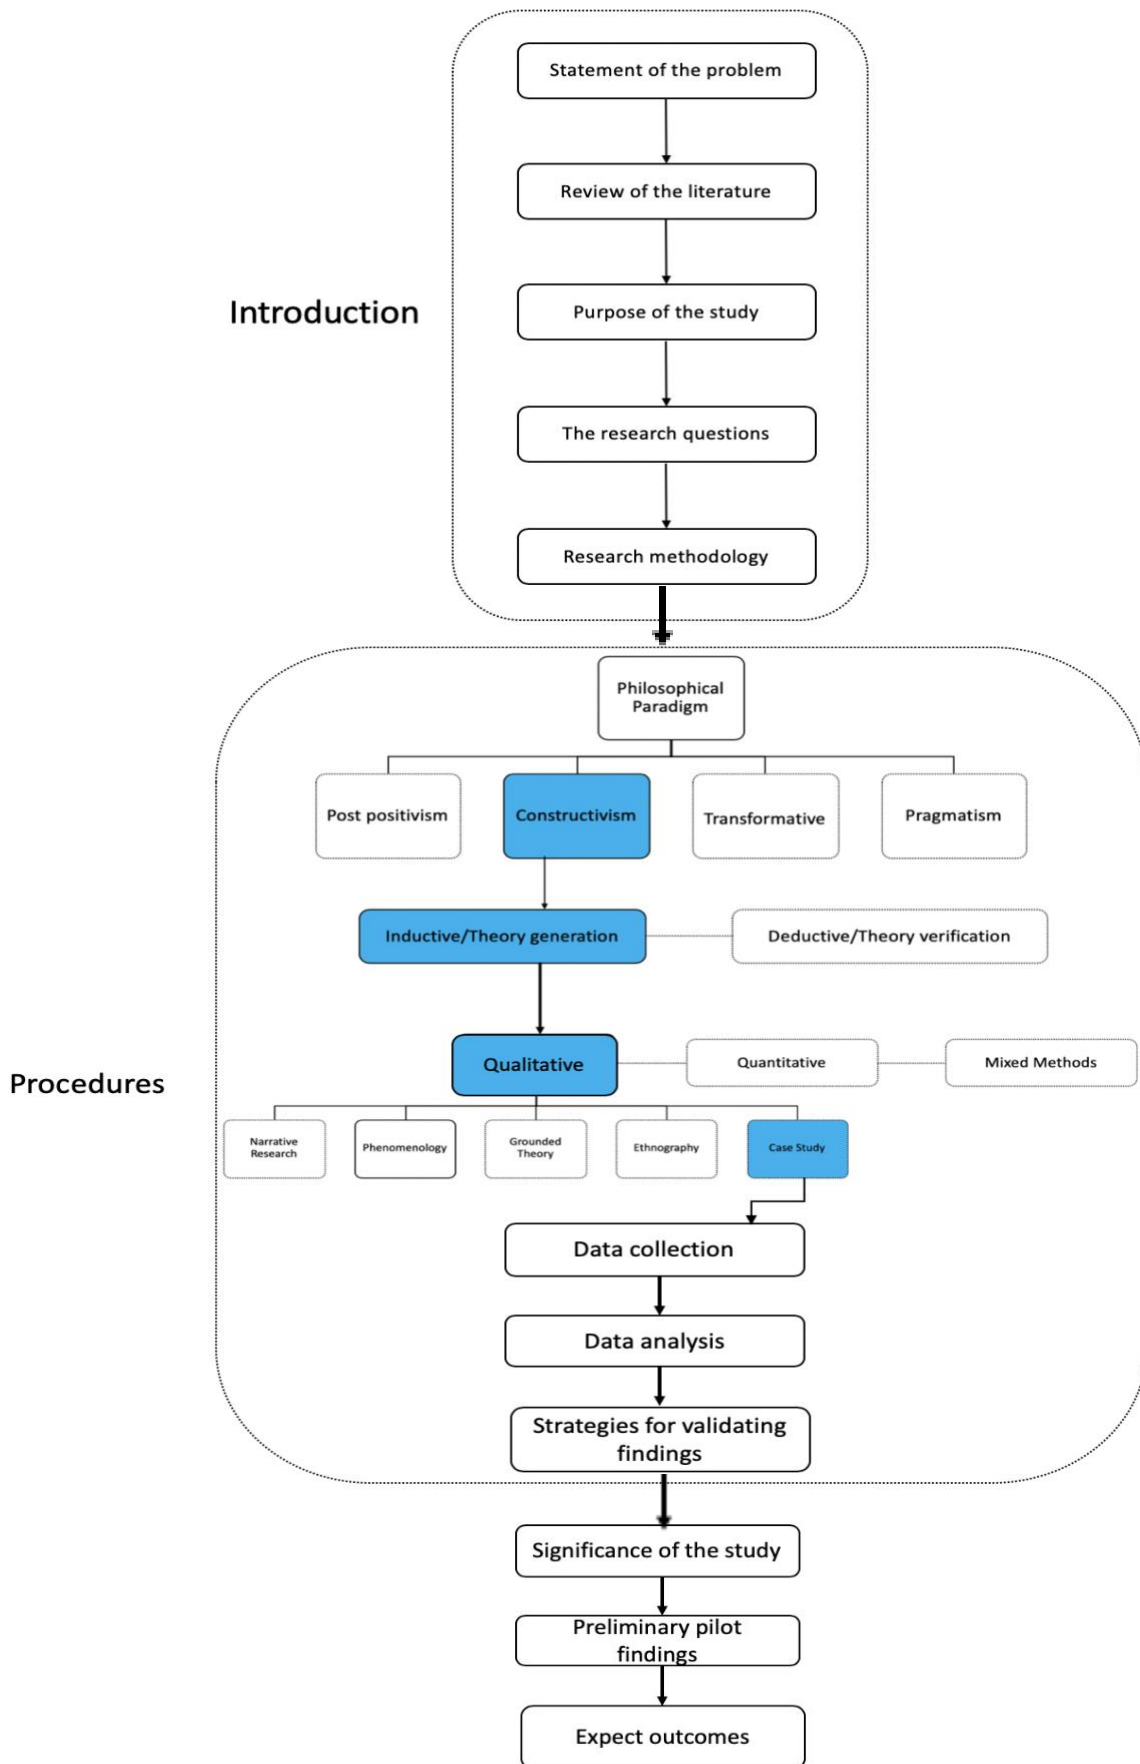 Statement of the problem
Review of the literature
Introduction
Purpose of the study
The research questions
Research methodology
Philosophical
Paradigm
Post positivism
Constructivism
Transformative
Pragmatism
Inductive/Theory generation
Deductive/Theory verification
Procedures
Qualitative
Quantitative
Mixed Methods
Narrative
Research
Phenomenology
Grounded
Theory
Ethnography
Case Study
Data collection
Data analysis
Strategies for validating
findings
Significance of the study
Preliminary pilot
findings
Expect outcomes